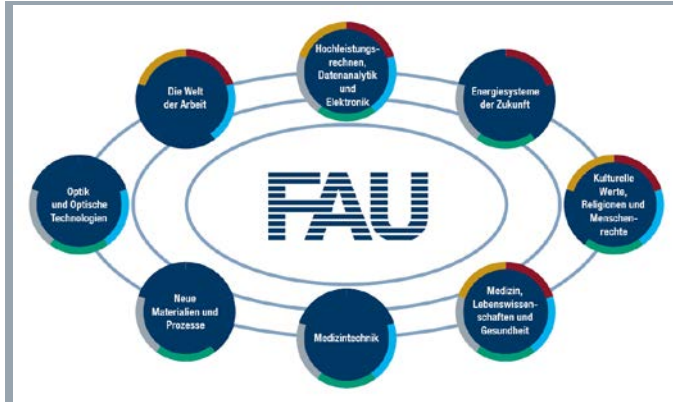 Hochleistungs-
rechnen,
Datenanalytik
und
Elektronik
Die Welt
der Arbeit
Energiesysteme
der Zukunft
Optik
und Optische
Technologien
FAU
Kulturelle
Werte,
Religionen und
Menschen-
rechte
Neue
Materialien und
Prozesse
Medizintechnik
Medizin,
Lebenswissen-
schaften und
Gesundheit